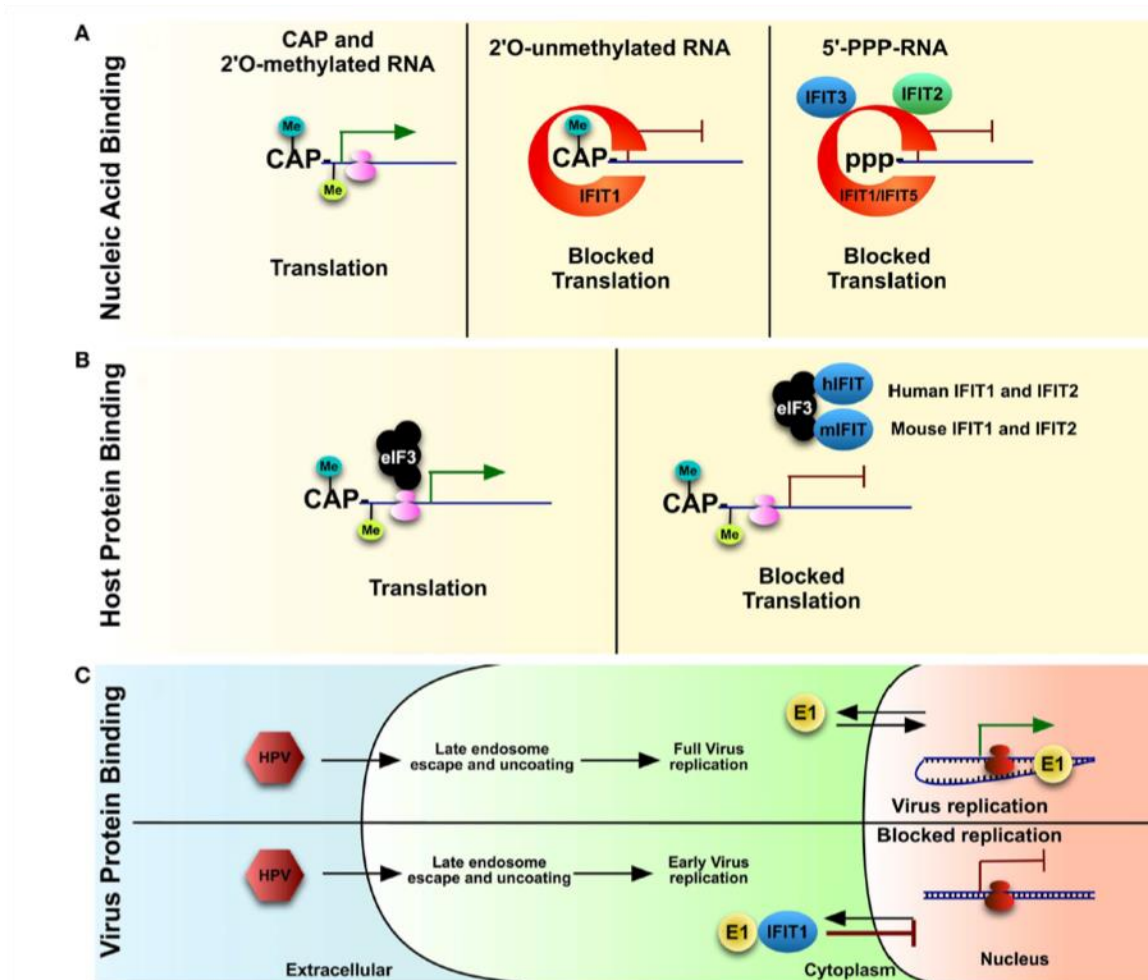 A
Nucleic Acid Binding
CAP and
2'O-methylated RNA
Me
CAP-
Me
Translation
2'O-unmethylated RNA
Me
CAP-
IFIT1
Blocked
Translation
5'-PPP-RNA
IFIT3
IFIT2
ppp-
IFIT1/IFIT5
Blocked
Translation
B
Host Protein Binding
eIF3
Me
CAP-
Me
Translation
hIFIT
eIF3
mIFIT
Human IFIT1 and IFIT2
Mouse IFIT1 and IFIT2
Me
CAP-
Me
Blocked
Translation
C
Virus Protein Binding
HPV
Late endosome
escape and uncoating
Full Virus
replication
E1
E1
Virus replication
Blocked replication
HPV
Late endosome
escape and uncoating
Early Virus
replication
E1
IFIT1
Extracellular
Cytoplasm
Nucleus